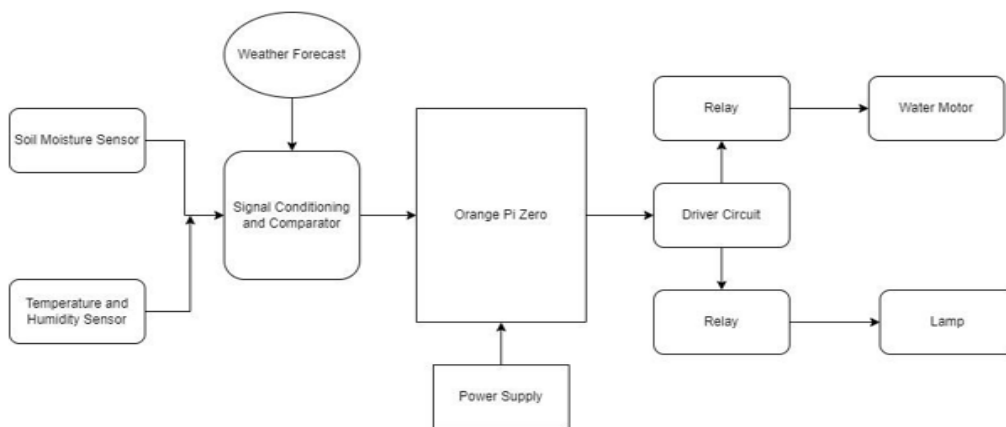 Weather Forecast
Soil Moisture Sensor
Signal Conditioning
and Comparator
Temperature and
Humidity Sensor
Orange Pi Zero
Power Supply
Relay
Water Motor
Driver Circuit
Relay
Lamp